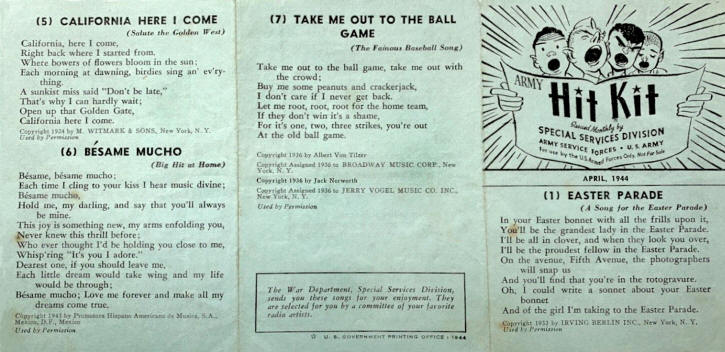 (5) CALIFORNIA HERE I COME
(Salute the Golden West)
California, here I come,
Right back where I started from.
Where bowers of flowers bloom in the sun;
Each morning at dawning, birdies sing an' ev'ry-
thing.
A sunkist miss said "Don't be late,"
That's why I can hardly wait;
Open up that Golden Gate,
California here I come.
Copyright 1924 by M. WITMARK & SONS, New York, N. Y.
Used by Permission
(6) BÉSAME MUCHO
(Big Hit at Home)
Bésame, bésame mucho;
Each time I cling to your kiss I hear music divine;
Bésame mucho,
Hold me, my darling, and say that you'll always
be mine.
This joy is something new, my arms enfolding you,
Never knew this thrill before;
Who ever thought I'd be holding you close to me,
Whisp'ring "It's you I adore."
Dearest one, if you should leave me,
Each little dream would take wing and my life
would be through;
Bésame mucho; Love me forever and make all my
dreams come true.
Copyright 1943 by Promotora Hispano Americana de Musica, S.A.,
Mexico, D.F., Mexico
Used by Permission
(7) TAKE ME OUT TO THE BALL
GAME
(The Famous Baseball Song)
Take me out to the ball game, take me out with
the crowd;
Buy me some peanuts and crackerjack,
I don't care if I never get back.
Let me root, root, root for the home team,
If they don't win it's a shame,
For it's one, two, three strikes, you're out
At the old ball game.
Copyright 1936 by Albert Von Tilzer
Copyright Assigned 1936 to BROADWAY MUSIC CORP., New
York, N. Y.
Copyright 1936 by Jack Norworth
Copyright Assigned 1936 to JERRY VOGEL MUSIC CO. INC.,
New York, N. Y.
Used by Permission
The War Department, Special Services Division,
sends you these songs for your enjoyment. They
are selected for you by a committee of your favorite
radio artists.
☆ U. S. GOVERNMENT PRINTING OFFICE : 1944
ARMY
Hit Kit
Issued Monthly by
SPECIAL SERVICES DIVISION
ARMY SERVICE FORCES • U. S. ARMY
For use by the U.S. Armed Forces Only. Not For Sale
APRIL, 1944
(1) EASTER PARADE
(A Song for the Easter Parade)
In your Easter bonnet with all the frills upon it,
You'll be the grandest lady in the Easter Parade.
I'll be all in clover, and when they look you over,
I'll be the proudest fellow in the Easter Parade.
On the avenue, Fifth Avenue, the photographers
will snap us
And you'll find that you're in the rotogravure.
Oh, I could write a sonnet about your Easter
bonnet
And of the girl I'm taking to the Easter Parade.
Copyright 1933 by IRVING BERLIN INC., New York, N. Y.
Used by Permission